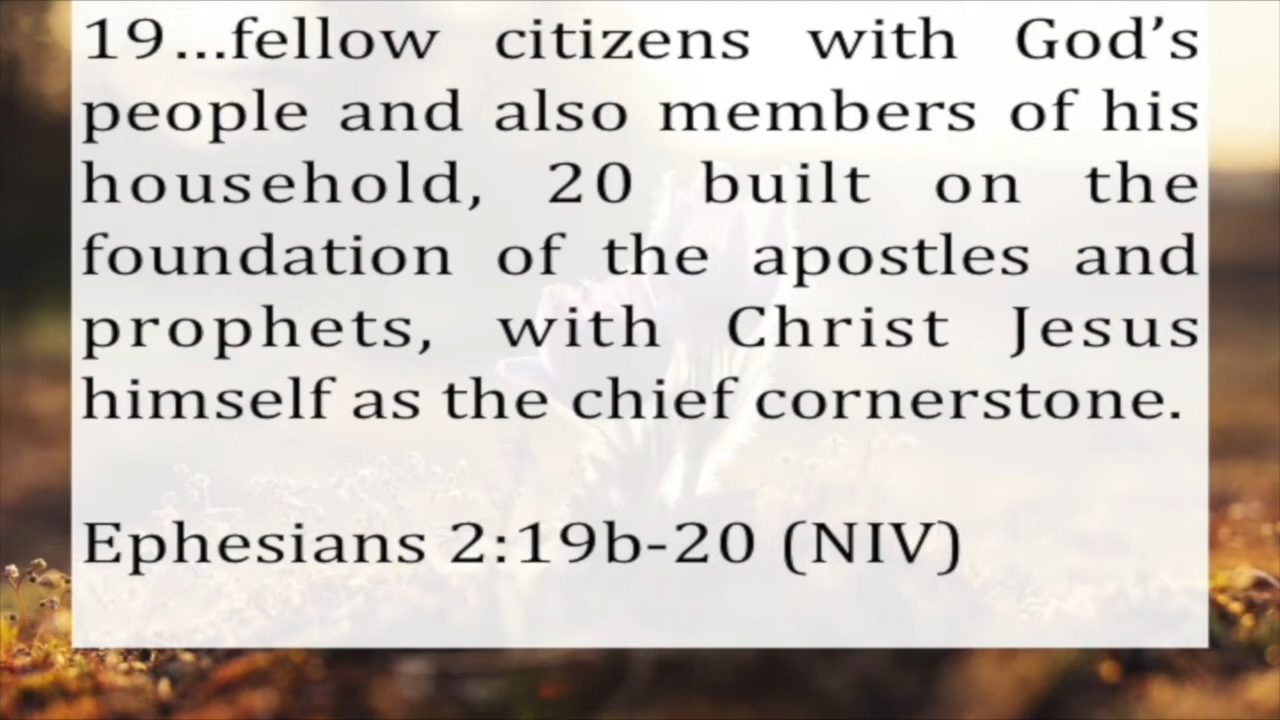 19...fellow citizens with God’s
people and also members of his
household, 20 built on the
foundation of the apostles and
prophets, with Christ Jesus
himself as the chief cornerstone.
Ephesians 2:19b-20 (NIV)